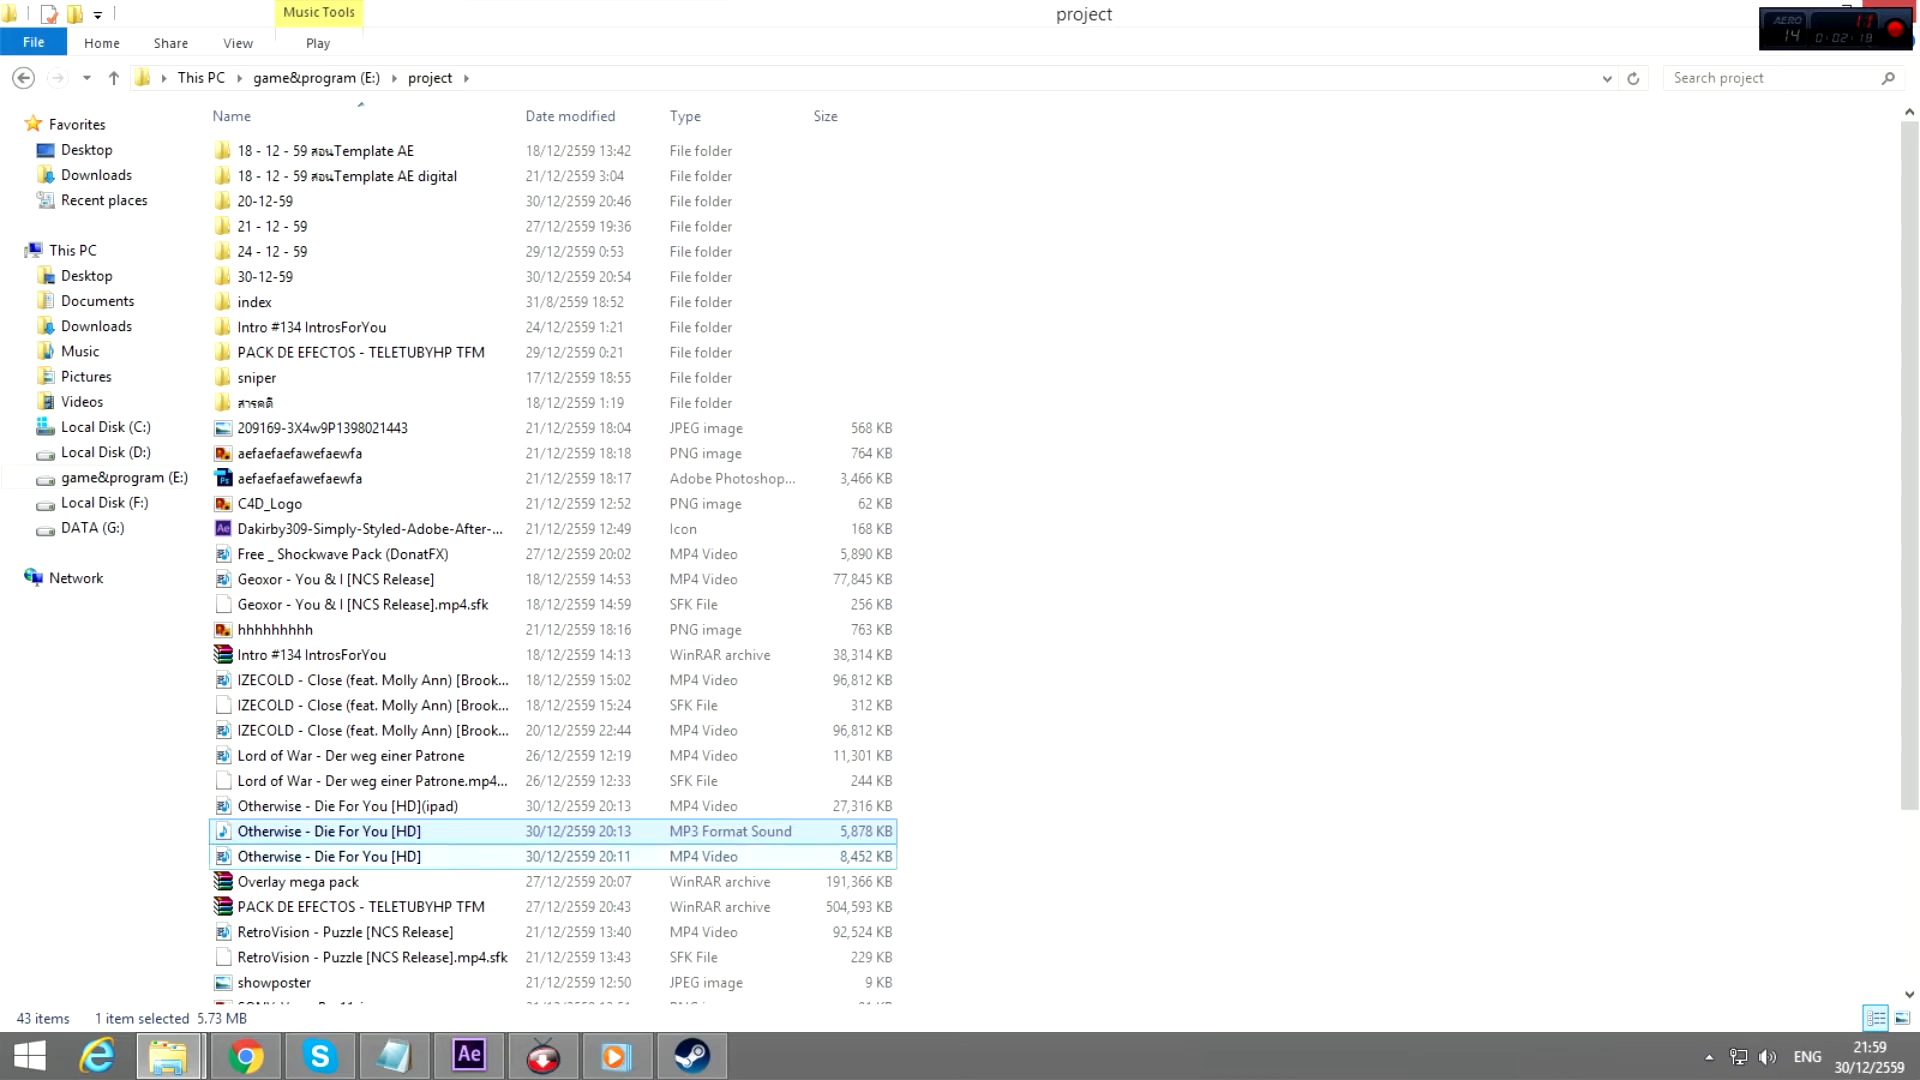 Music Tools
project
AERO
14
11
0:02:18
File
Home
Share
View
Play
This PC
game&program (E:)
project
Search project
Name
Date modified
Type
Size
Favorites
Desktop
Downloads
Recent places
This PC
Desktop
Documents
Downloads
Music
Pictures
Videos
Local Disk (C:)
Local Disk (D:)
game&program (E:)
Local Disk (F:)
DATA (G:)
Network
18 - 12 - 59 สอนTemplate AE 18/12/2559 13:42 File folder
18 - 12 - 59 สอนTemplate AE digital 21/12/2559 3:04 File folder
20-12-59 30/12/2559 20:46 File folder
21 - 12 - 59 27/12/2559 19:36 File folder
24 - 12 - 59 29/12/2559 0:53 File folder
30-12-59 30/12/2559 20:54 File folder
index 31/8/2559 18:52 File folder
Intro #134 IntrosForYou 24/12/2559 1:21 File folder
PACK DE EFECTOS - TELETUBYHP TFM 29/12/2559 0:21 File folder
sniper 17/12/2559 18:55 File folder
สารคดี 18/12/2559 1:19 File folder
209169-3X4w9P1398021443 21/12/2559 18:04 JPEG image 568 KB
aefaefaefawefaewfa 21/12/2559 18:18 PNG image 764 KB
aefaefaefawefaewfa 21/12/2559 18:17 Adobe Photoshop... 3,466 KB
C4D_Logo 21/12/2559 12:52 PNG image 62 KB
Dakirby309-Simply-Styled-Adobe-After-... 21/12/2559 12:49 Icon 168 KB
Free _ Shockwave Pack (DonatFX) 27/12/2559 20:02 MP4 Video 5,890 KB
Geoxor - You & I [NCS Release] 18/12/2559 14:53 MP4 Video 77,845 KB
Geoxor - You & I [NCS Release].mp4.sfk 18/12/2559 14:59 SFK File 256 KB
hhhhhhhhh 21/12/2559 18:16 PNG image 763 KB
Intro #134 IntrosForYou 18/12/2559 14:13 WinRAR archive 38,314 KB
IZECOLD - Close (feat. Molly Ann) [Brook... 18/12/2559 15:02 MP4 Video 96,812 KB
IZECOLD - Close (feat. Molly Ann) [Brook... 18/12/2559 15:24 SFK File 312 KB
IZECOLD - Close (feat. Molly Ann) [Brook... 20/12/2559 22:44 MP4 Video 96,812 KB
Lord of War - Der weg einer Patrone 26/12/2559 12:19 MP4 Video 11,301 KB
Lord of War - Der weg einer Patrone.mp4... 26/12/2559 12:33 SFK File 244 KB
Otherwise - Die For You [HD](ipad) 30/12/2559 20:13 MP4 Video 27,316 KB
Otherwise - Die For You [HD] 30/12/2559 20:13 MP3 Format Sound 5,878 KB
Otherwise - Die For You [HD] 30/12/2559 20:11 MP4 Video 8,452 KB
Overlay mega pack 27/12/2559 20:07 WinRAR archive 191,366 KB
PACK DE EFECTOS - TELETUBYHP TFM 27/12/2559 20:43 WinRAR archive 504,593 KB
RetroVision - Puzzle [NCS Release] 21/12/2559 13:40 MP4 Video 92,524 KB
RetroVision - Puzzle [NCS Release].mp4.sfk 21/12/2559 13:43 SFK File 229 KB
showposter 21/12/2559 12:50 JPEG image 9 KB
43 items 1 item selected 5.73 MB
ENG
21:59
30/12/2559